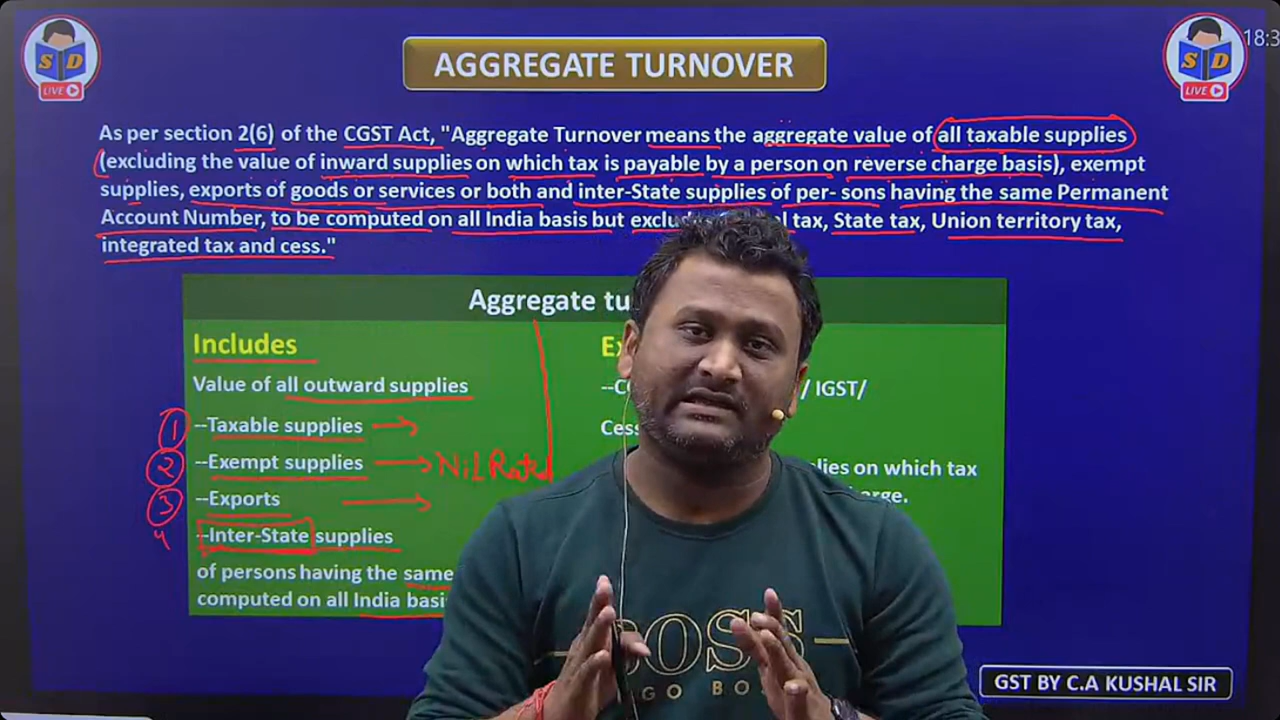 S D
LIVE
AGGREGATE TURNOVER
S D
LIVE
18:3
As per section 2(6) of the CGST Act, "Aggregate Turnover means the aggregate value of all taxable supplies
(excluding the value of inward supplies on which tax is payable by a person on reverse charge basis), exempt
supplies, exports of goods or services or both and inter-State supplies of per- sons having the same Permanent
Account Number, to be computed on all India basis but tax, State tax, Union territory tax,
integrated tax and cess."
Aggregate
Includes
Value of all outward supplies
/ IGST/
1 --Taxable supplies
Cess
2 --Exempt supplies → Nil Rated
on which tax
3 --Exports
4 --Inter-State supplies
of persons having the same
computed on all India
BOSS
GST BY C.A KUSHAL SIR